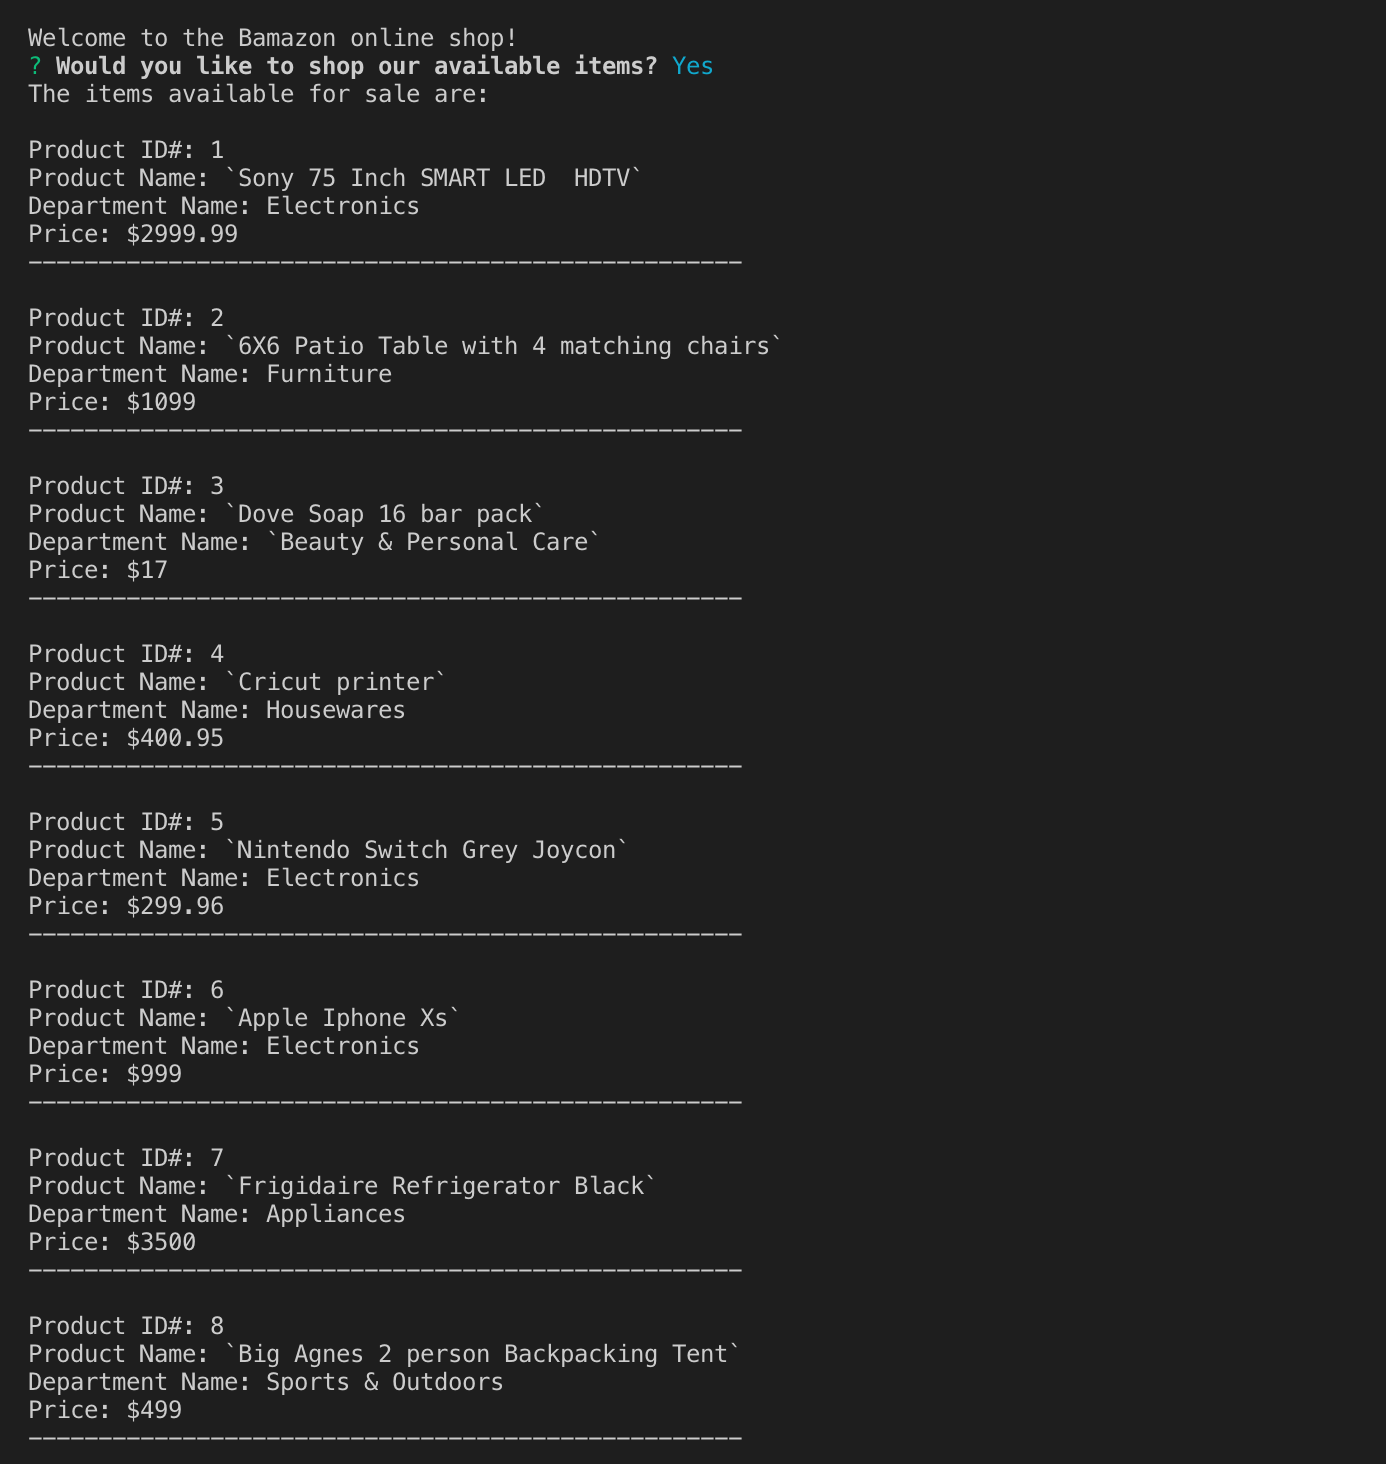 Welcome to the Bamazon online shop!
? Would you like to shop our available items? Yes
The items available for sale are:
Product ID#: 1
Product Name: `Sony 75 Inch SMART LED  HDTV`
Department Name: Electronics
Price: $2999.99
---------------------------------------------------
Product ID#: 2
Product Name: `6X6 Patio Table with 4 matching chairs`
Department Name: Furniture
Price: $1099
---------------------------------------------------
Product ID#: 3
Product Name: `Dove Soap 16 bar pack`
Department Name: `Beauty & Personal Care`
Price: $17
---------------------------------------------------
Product ID#: 4
Product Name: `Cricut printer`
Department Name: Housewares
Price: $400.95
---------------------------------------------------
Product ID#: 5
Product Name: `Nintendo Switch Grey Joycon`
Department Name: Electronics
Price: $299.96
---------------------------------------------------
Product ID#: 6
Product Name: `Apple Iphone Xs`
Department Name: Electronics
Price: $999
---------------------------------------------------
Product ID#: 7
Product Name: `Frigidaire Refrigerator Black`
Department Name: Appliances
Price: $3500
---------------------------------------------------
Product ID#: 8
Product Name: `Big Agnes 2 person Backpacking Tent`
Department Name: Sports & Outdoors
Price: $499
---------------------------------------------------